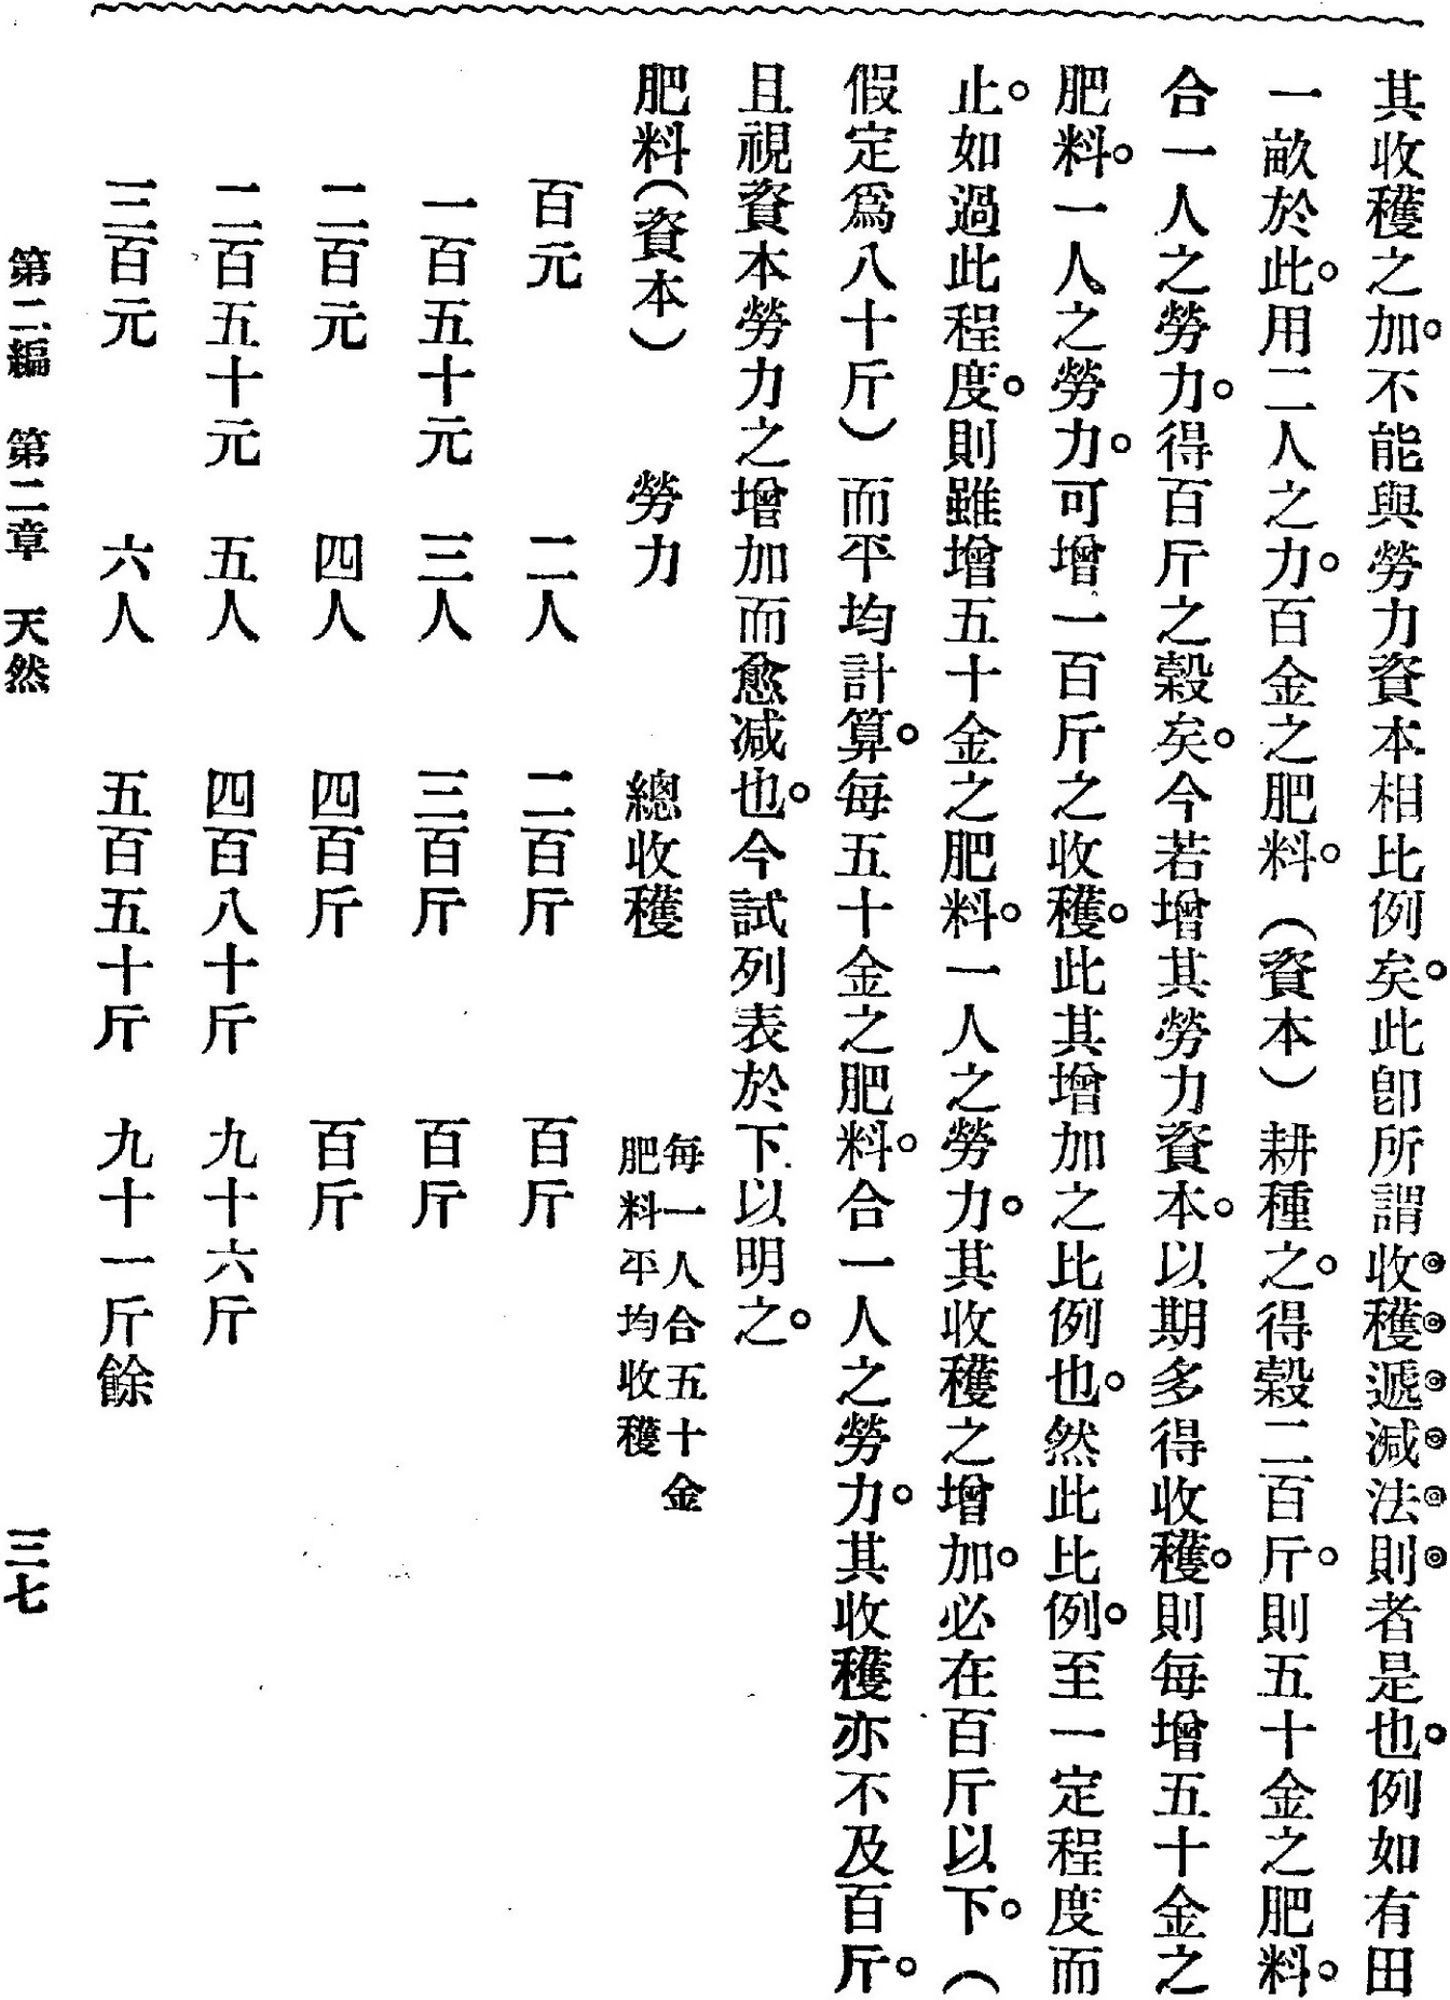 其收穫之加。不能與勞力資本相比例矣。此卽所謂收穫遞減法則者是也。例如有田
一畝於此。用二人之力。百金之肥料。（資本）耕種之。得穀二百斤。則五十金之肥料。
合一人之勞力。得百斤之穀矣。今若增其勞力資本。以期多得收穫。則每增五十金之
肥料。一人之勞力。可增一百斤之收穫。此其增加之比例也。然此比例。至一定程度而
止。如過此程度。則雖增五十金之肥料。一人之勞力。其收穫之增加。必在百斤以下。（
假定爲八十斤）而平均計算。每五十金之肥料。合一人之勞力。其收穫亦不及百斤。
且視資本勞力之增加而愈減也。今試列表於下以明之。
肥料（資本）　勞力　總收穫　每一人合五十金肥料平均收穫
百元　二人　二百斤　百斤
一百五十元　三人　三百斤　百斤
二百元　四人　四百斤　百斤
二百五十元　五人　四百八十斤　九十六斤
三百元　六人　五百五十斤　九十一斤餘
第二編　第二章　天然　三七